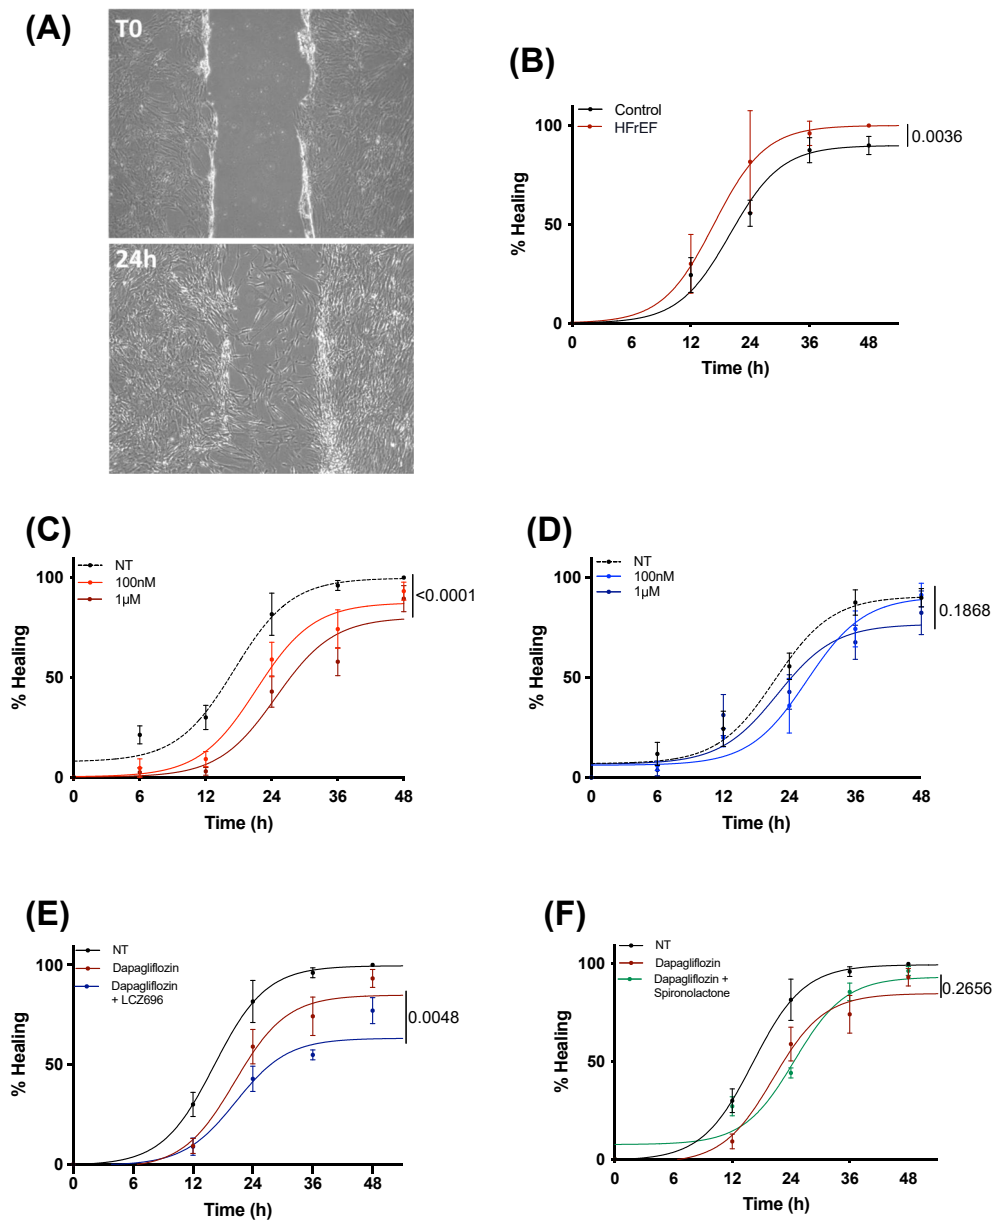 (A)
T0
24h
(B)
Control
HFrEF
100
50
0
% Healing
0.0036
0 6 12 24 36 48
Time (h)
(C)
NT
100nM
1µM
100
50
0
% Healing
<0.0001
0 6 12 24 36 48
Time (h)
(D)
NT
100nM
1µM
100
50
0
% Healing
0.1868
0 6 12 24 36 48
Time (h)
(E)
NT
Dapagliflozin
Dapagliflozin
+ LCZ696
100
50
0
% Healing
0.0048
0 6 12 24 36 48
Time (h)
(F)
NT
Dapagliflozin
Dapagliflozin +
Spironolactone
100
50
0
% Healing
0.2656
0 6 12 24 36 48
Time (h)